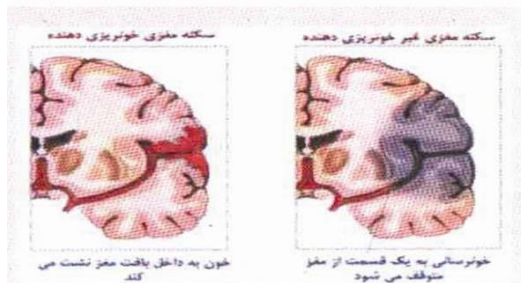 سکته مغزی خونریزی دهنده
سکته مغزی غیر خونریزی دهنده
خون به داخل بافت مغز نشت می
کند
خونرسانی به یک قسمت از مغز
متوقف می شود